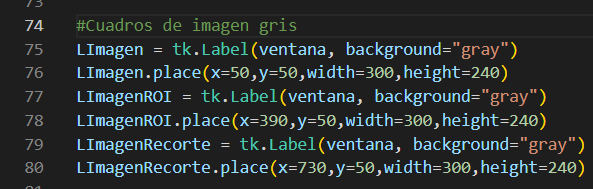 73
74 #Cuadros de imagen gris
75 LImagen = tk.Label(ventana, background="gray")
76 LImagen.place(x=50,y=50,width=300,height=240)
77 LImagenROI = tk.Label(ventana, background="gray")
78 LImagenROI.place(x=390,y=50,width=300,height=240)
79 LImagenRecorte = tk.Label(ventana, background="gray")
80 LImagenRecorte.place(x=730,y=50,width=300,height=240)
81